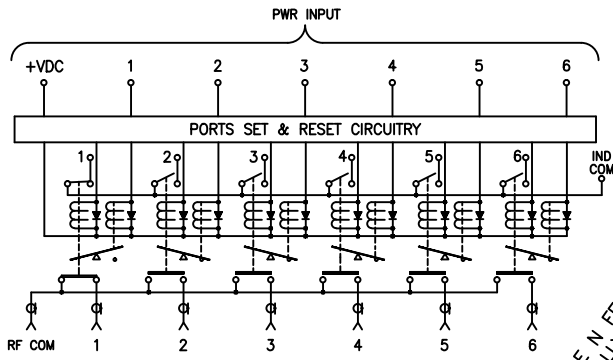 PWR INPUT
+VDC 1 2 3 4 5 6
PORTS SET & RESET CIRCUITRY
1 2 3 4 5 6 IND
COM
RF COM 1 2 3 4 5 6